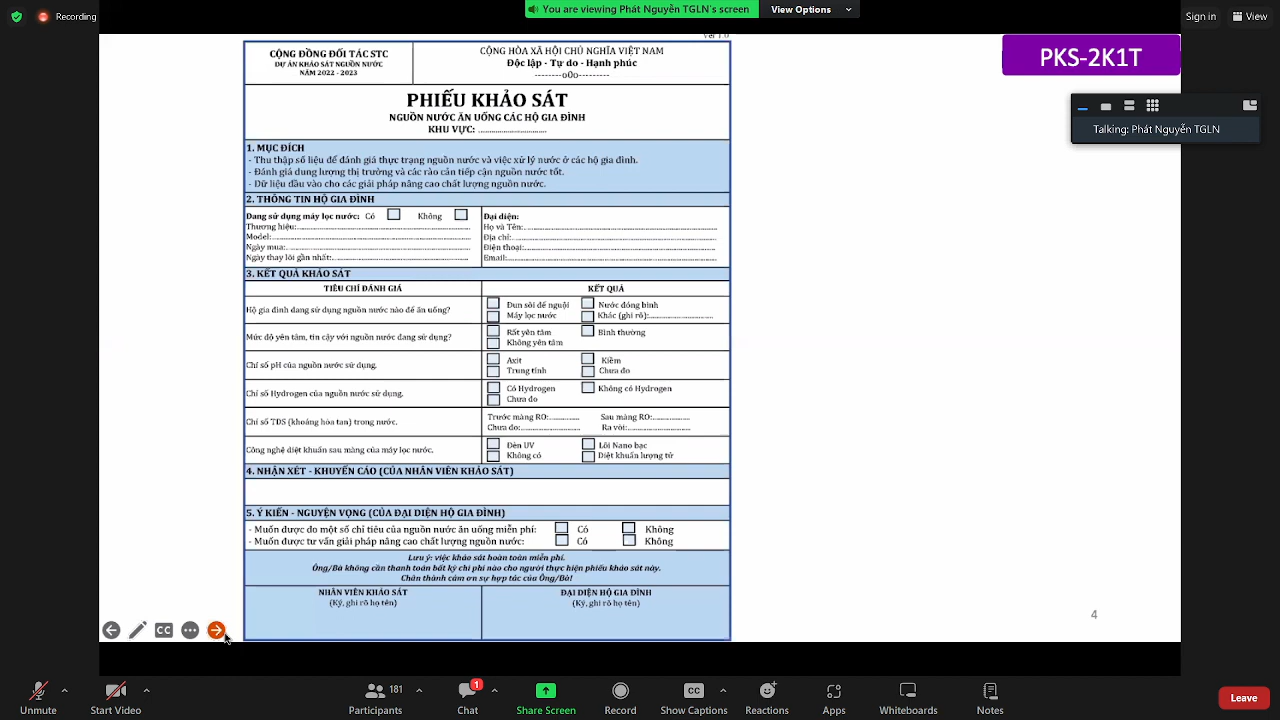 You are viewing Phát Nguyễn TGLN's screen
View Options
Recording
View
Ver 1.0
CỘNG ĐỒNG ĐỐI TÁC STC
DỰ ÁN KHẢO SÁT NGUỒN NƯỚC
NĂM 2022 - 2023
CỘNG HÒA XÃ HỘI CHỦ NGHĨA VIỆT NAM
Độc lập - Tự do - Hạnh phúc
--------o0o---------
PKS-2K1T
Talking: Phát Nguyễn TGLN
PHIẾU KHẢO SÁT
NGUỒN NƯỚC ĂN UỐNG CÁC HỘ GIA ĐÌNH
KHU VỰC: ..............................
1. MỤC ĐÍCH
- Thu thập số liệu để đánh giá thực trạng nguồn nước và việc xử lý nước ở các hộ gia đình.
- Đánh giá dung lượng thị trường và các rào cản tiếp cận nguồn nước tốt.
- Dữ liệu đầu vào cho các giải pháp nâng cao chất lượng nguồn nước.
2. THÔNG TIN HỘ GIA ĐÌNH
Đang sử dụng máy lọc nước: Có Không
Thương hiệu:
Model:
Ngày mua:
Ngày thay lõi gần nhất:
Đại diện:
Họ và Tên:
Địa chỉ:
Điện thoại:
Email:
3. KẾT QUẢ KHẢO SÁT
TIÊU CHÍ ĐÁNH GIÁ KẾT QUẢ
Hộ gia đình đang sử dụng nguồn nước nào để ăn uống?
Đun sôi để nguội Nước đóng bình
Máy lọc nước Khác (ghi rõ):
Mức độ yên tâm, tin cậy với nguồn nước đang sử dụng?
Rất yên tâm Bình thường
Không yên tâm
Chỉ số pH của nguồn nước sử dụng.
Axit Kiềm
Trung tính Chưa đo
Chỉ số Hydrogen của nguồn nước sử dụng.
Có Hydrogen Không có Hydrogen
Chưa đo
Chỉ số TDS (khoáng hòa tan) trong nước.
Trước màng RO: Sau màng RO:
Chưa đo: Ra vòi:
Công nghệ diệt khuẩn sau màng của máy lọc nước.
Đèn UV Lõi Nano bạc
Không có Diệt khuẩn lượng tử
4. NHẬN XÉT - KHUYẾN CÁO (CỦA NHÂN VIÊN KHẢO SÁT)
5. Ý KIẾN - NGUYỆN VỌNG (CỦA ĐẠI DIỆN HỘ GIA ĐÌNH)
- Muốn được đo một số chỉ tiêu của nguồn nước ăn uống miễn phí: Có Không
- Muốn được tư vấn giải pháp nâng cao chất lượng nguồn nước: Có Không
Lưu ý: việc khảo sát hoàn toàn miễn phí.
Ông/Bà không cần thanh toán bất kỳ chi phí nào cho người thực hiện phiếu khảo sát này.
Chân thành cảm ơn sự hợp tác của Ông/Bà!
NHÂN VIÊN KHẢO SÁT
(Ký, ghi rõ họ tên)
ĐẠI DIỆN HỘ GIA ĐÌNH
(Ký, ghi rõ họ tên)
4
CC
Unmute
Start Video
Participants
181
Chat
1
Share Screen
Record
CC
Show Captions
Reactions
Apps
Whiteboards
Notes
Leave